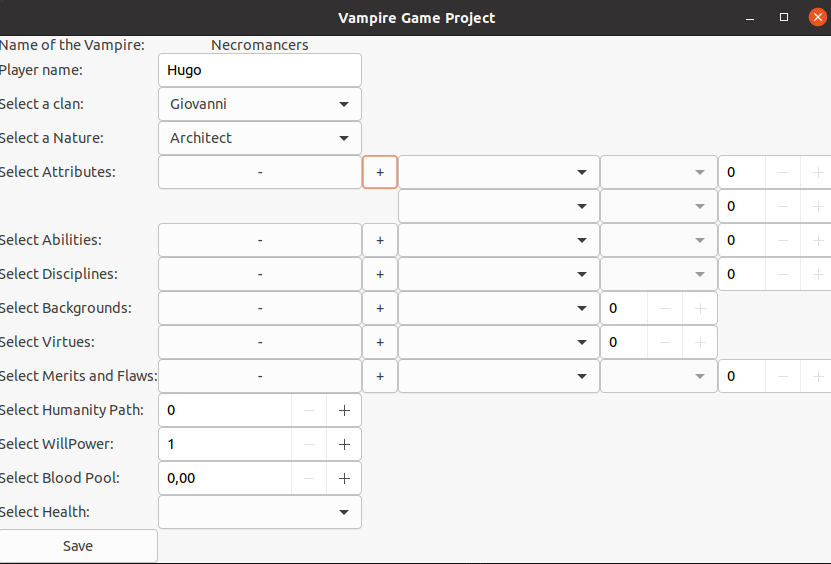 Vampire Game Project
Name of the Vampire: Necromancers
Player name: Hugo
Select a clan: Giovanni
Select a Nature: Architect
Select Attributes: - + 0 − +
0 − +
Select Abilities: - + 0 − +
Select Disciplines: - + 0 − +
Select Backgrounds: - + 0 − +
Select Virtues: - + 0 − +
Select Merits and Flaws: - + 0 − +
Select Humanity Path: 0 − +
Select WillPower: 1 − +
Select Blood Pool: 0,00 − +
Select Health:
Save